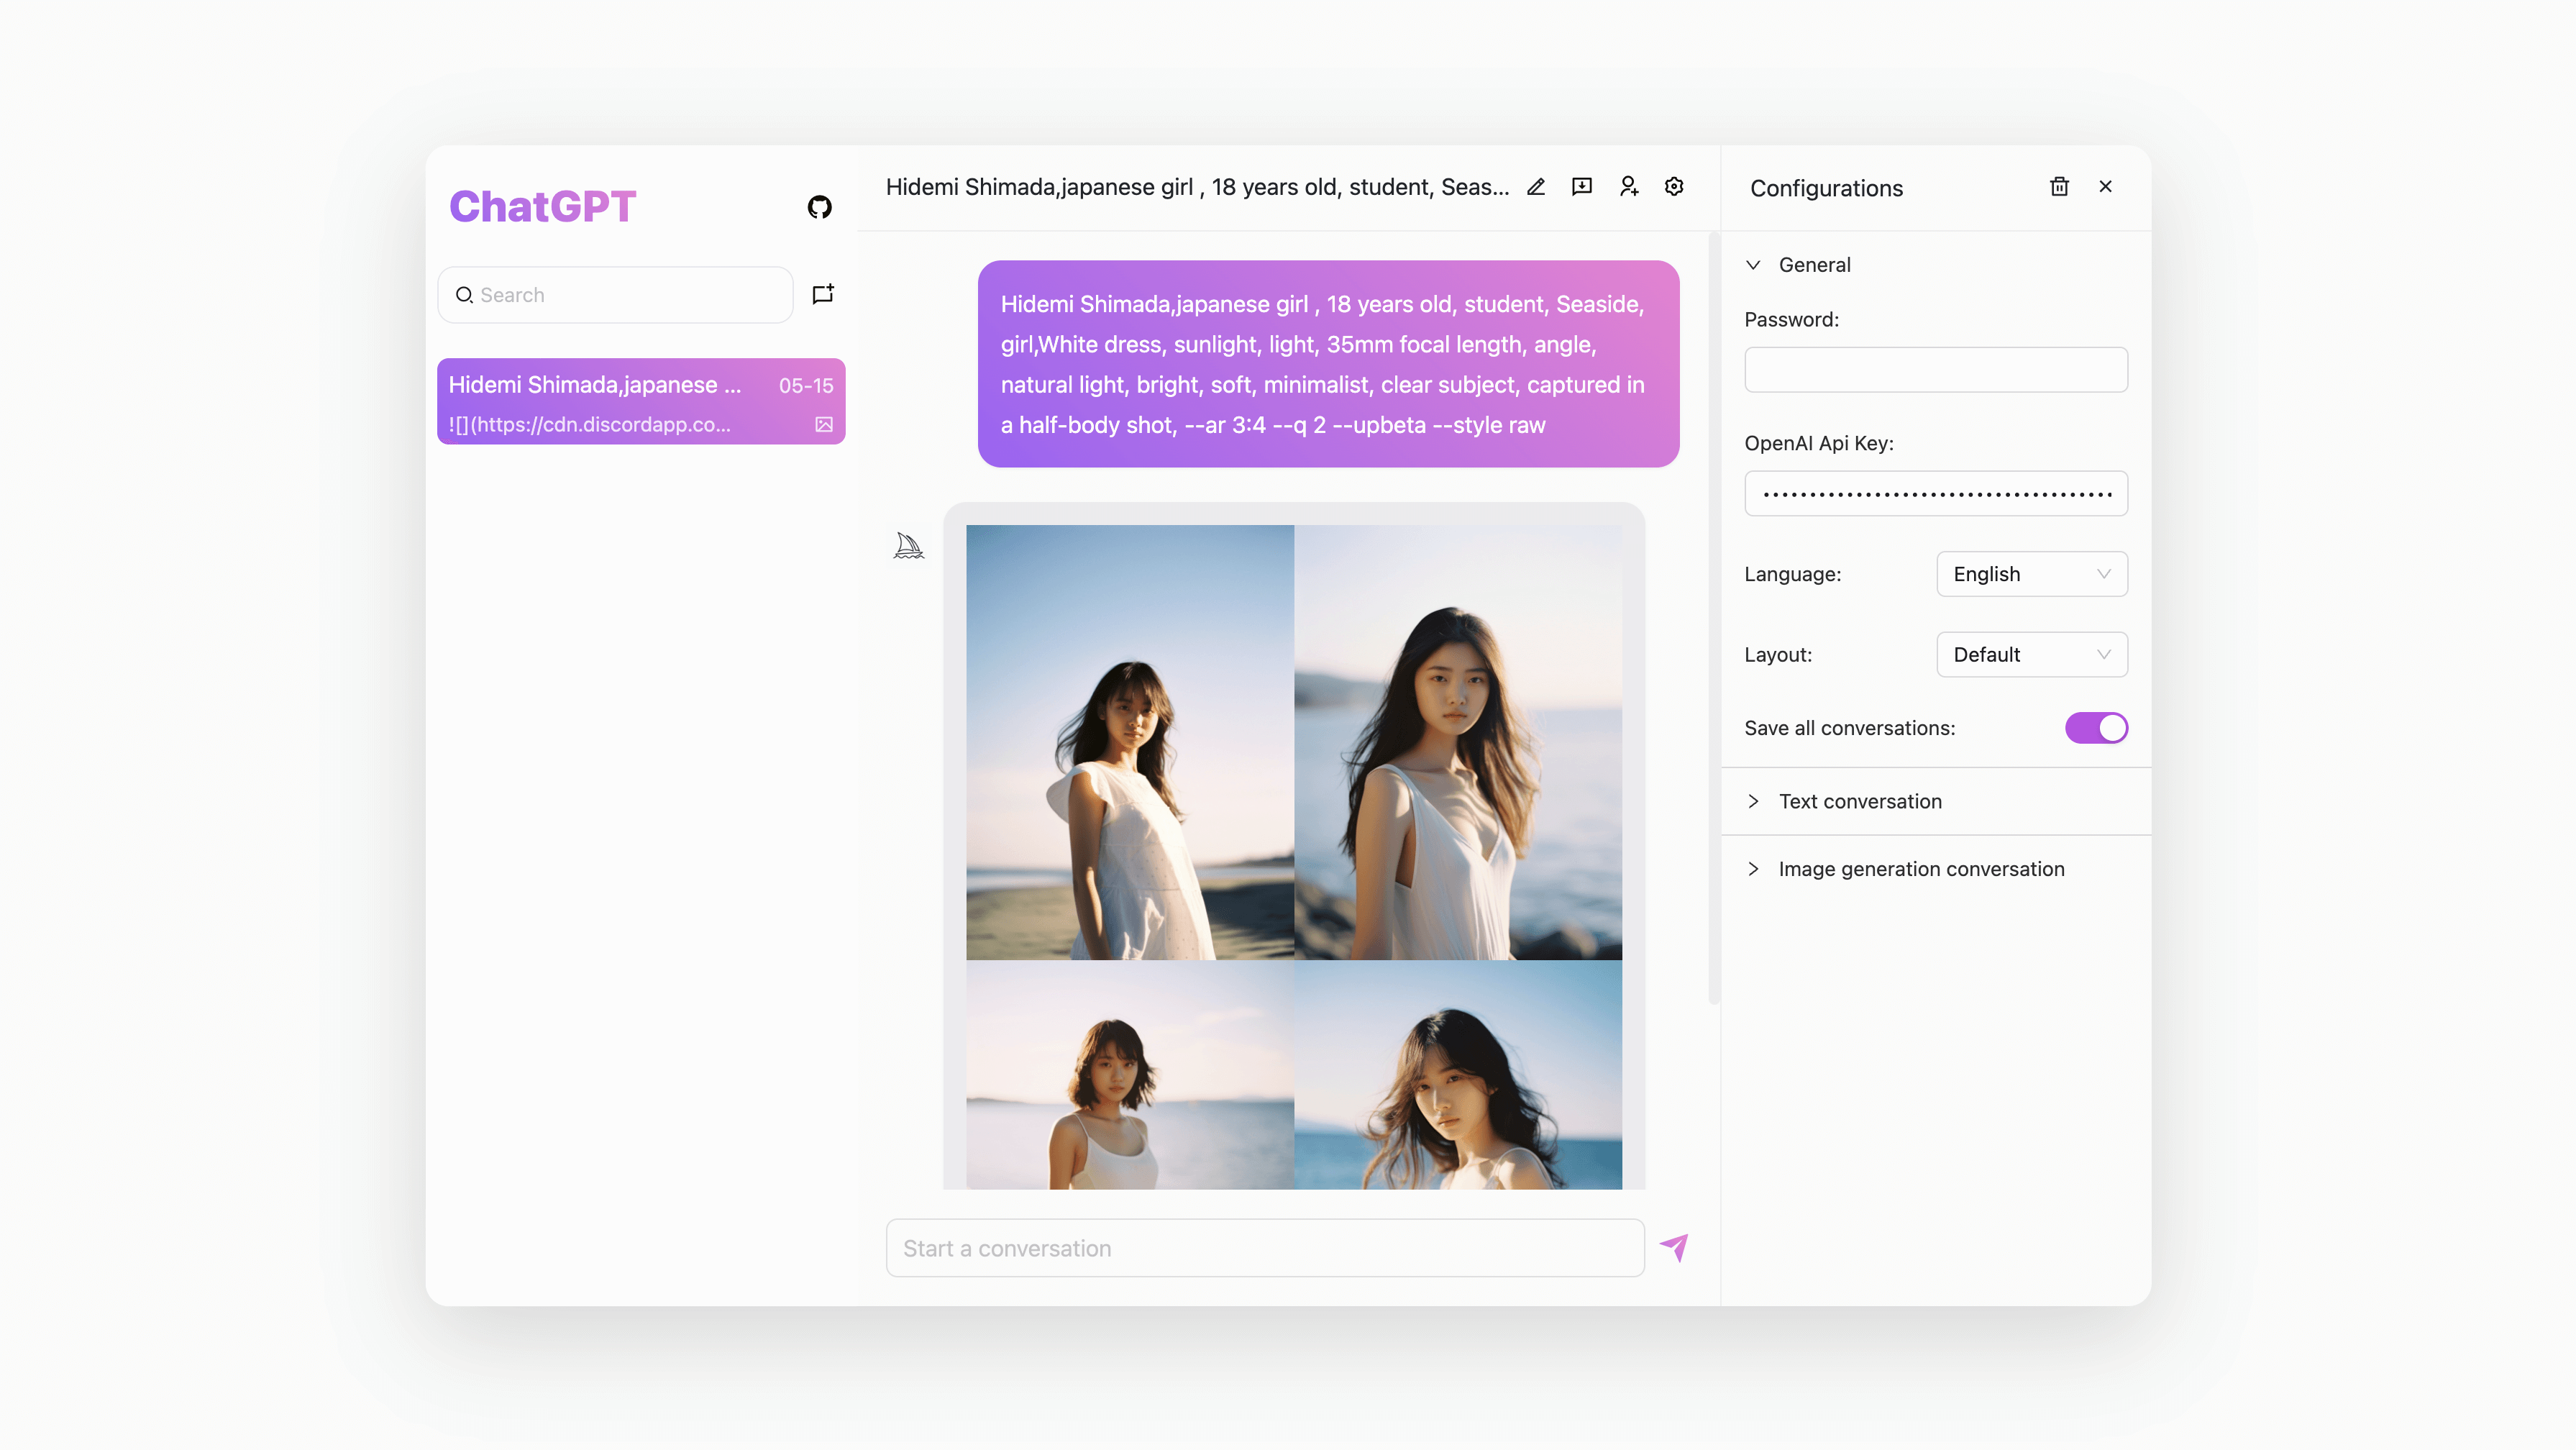 ChatGPT
Search
Hidemi Shimada,japanese ...
05-15
![](https://cdn.discordapp.co...
Hidemi Shimada,japanese girl , 18 years old, student, Seas...
Hidemi Shimada,japanese girl , 18 years old, student, Seaside,
girl,White dress, sunlight, light, 35mm focal length, angle,
natural light, bright, soft, minimalist, clear subject, captured in
a half-body shot, --ar 3:4 --q 2 --upbeta --style raw
Start a conversation
Configurations
General
Password:
OpenAI Api Key:
Language:
English
Layout:
Default
Save all conversations:
Text conversation
Image generation conversation